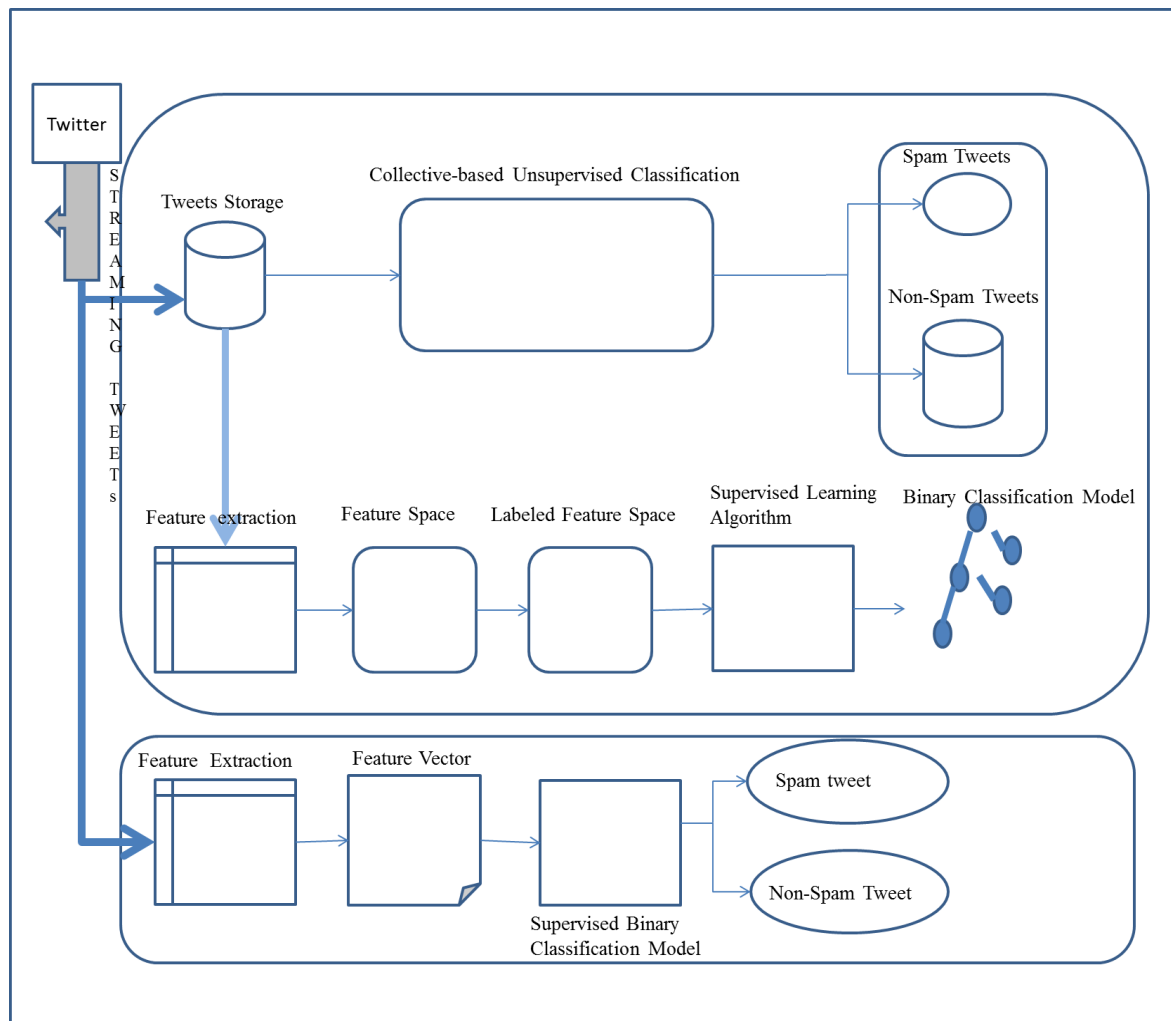 Twitter
STREAMING TWEETs
Spam Tweets
Collective-based Unsupervised Classification
Tweets Storage
Non-Spam Tweets
Feature extraction
Feature Space
Labeled Feature Space
Supervised Learning
Algorithm
Binary Classification Model
Feature Extraction
Feature Vector
Spam tweet
Non-Spam Tweet
Supervised Binary
Classification Model